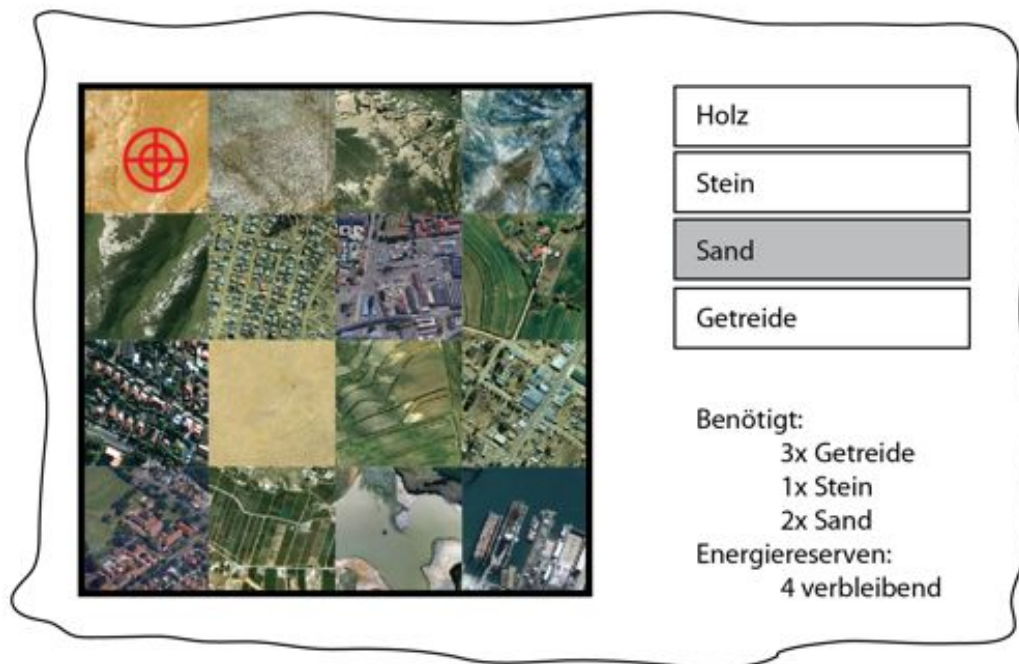 Holz
Stein
Sand
Getreide
Benötigt:
3x Getreide
1x Stein
2x Sand
Energiereserven:
4 verbleibend